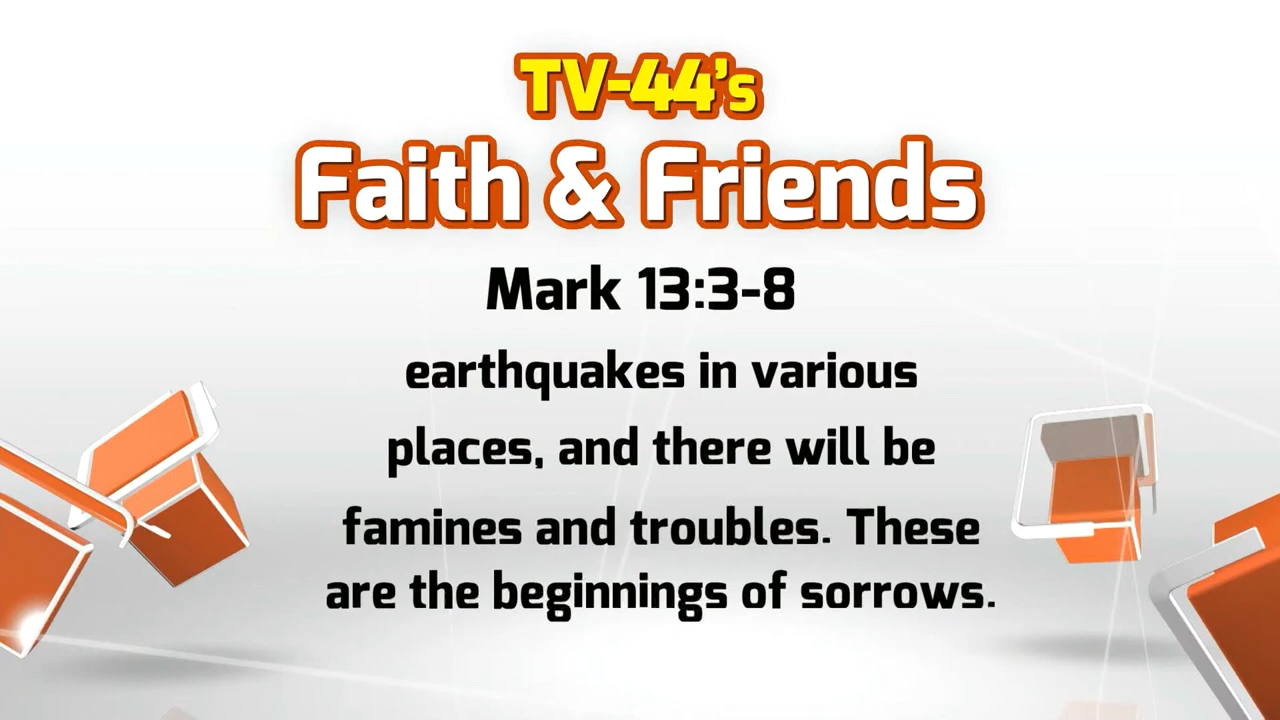 TV-44's
Faith & Friends
Mark 13:3-8
earthquakes in various
places, and there will be
famines and troubles. These
are the beginnings of sorrows.